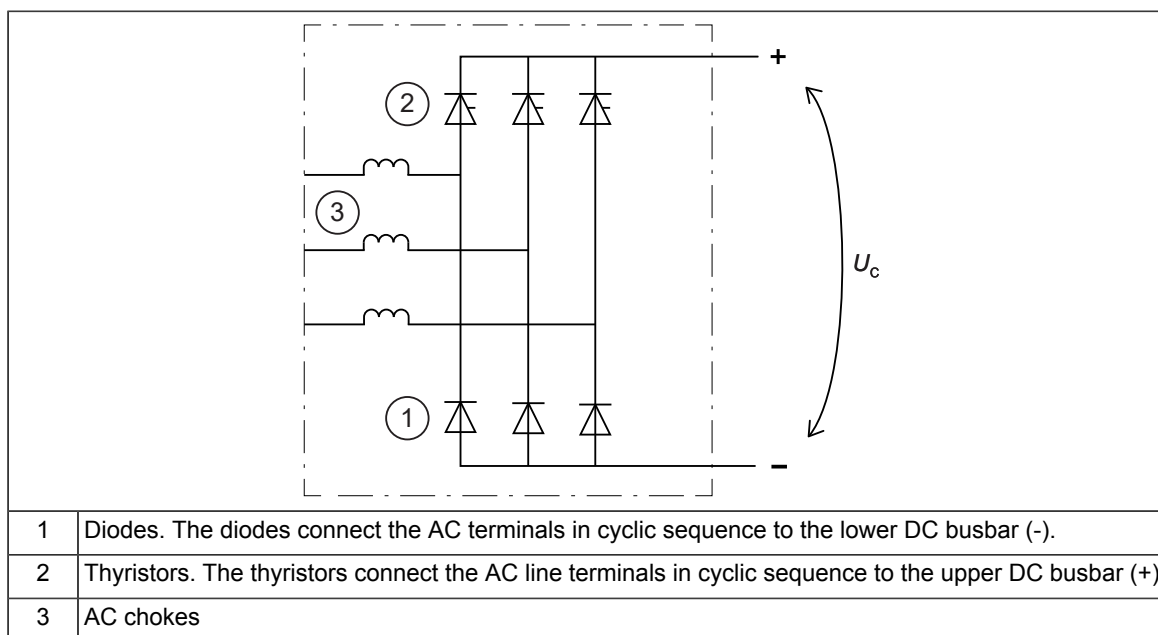 +
2
3
U_c
1
-
1 Diodes. The diodes connect the AC terminals in cyclic sequence to the lower DC busbar (-).
2 Thyristors. The thyristors connect the AC line terminals in cyclic sequence to the upper DC busbar (+)
3 AC chokes